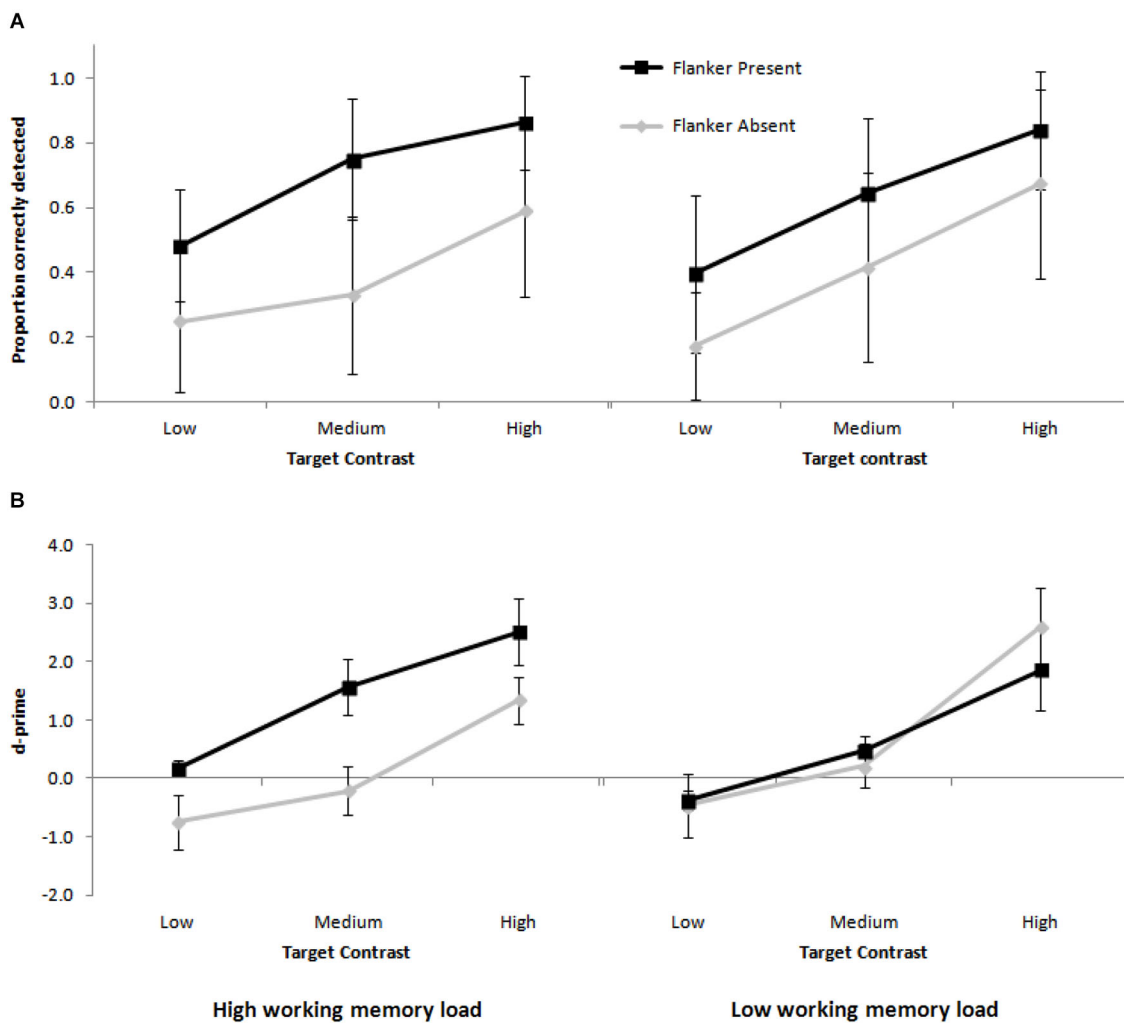 A
Flanker Present
Flanker Absent
Proportion correctly detected
1.0
0.8
0.6
0.4
0.2
0.0
Low Medium High Low Medium High
Target Contrast Target contrast
B
d-prime
4.0
3.0
2.0
1.0
0.0
-1.0
-2.0
Low Medium High Low Medium High
Target Contrast Target Contrast
High working memory load Low working memory load